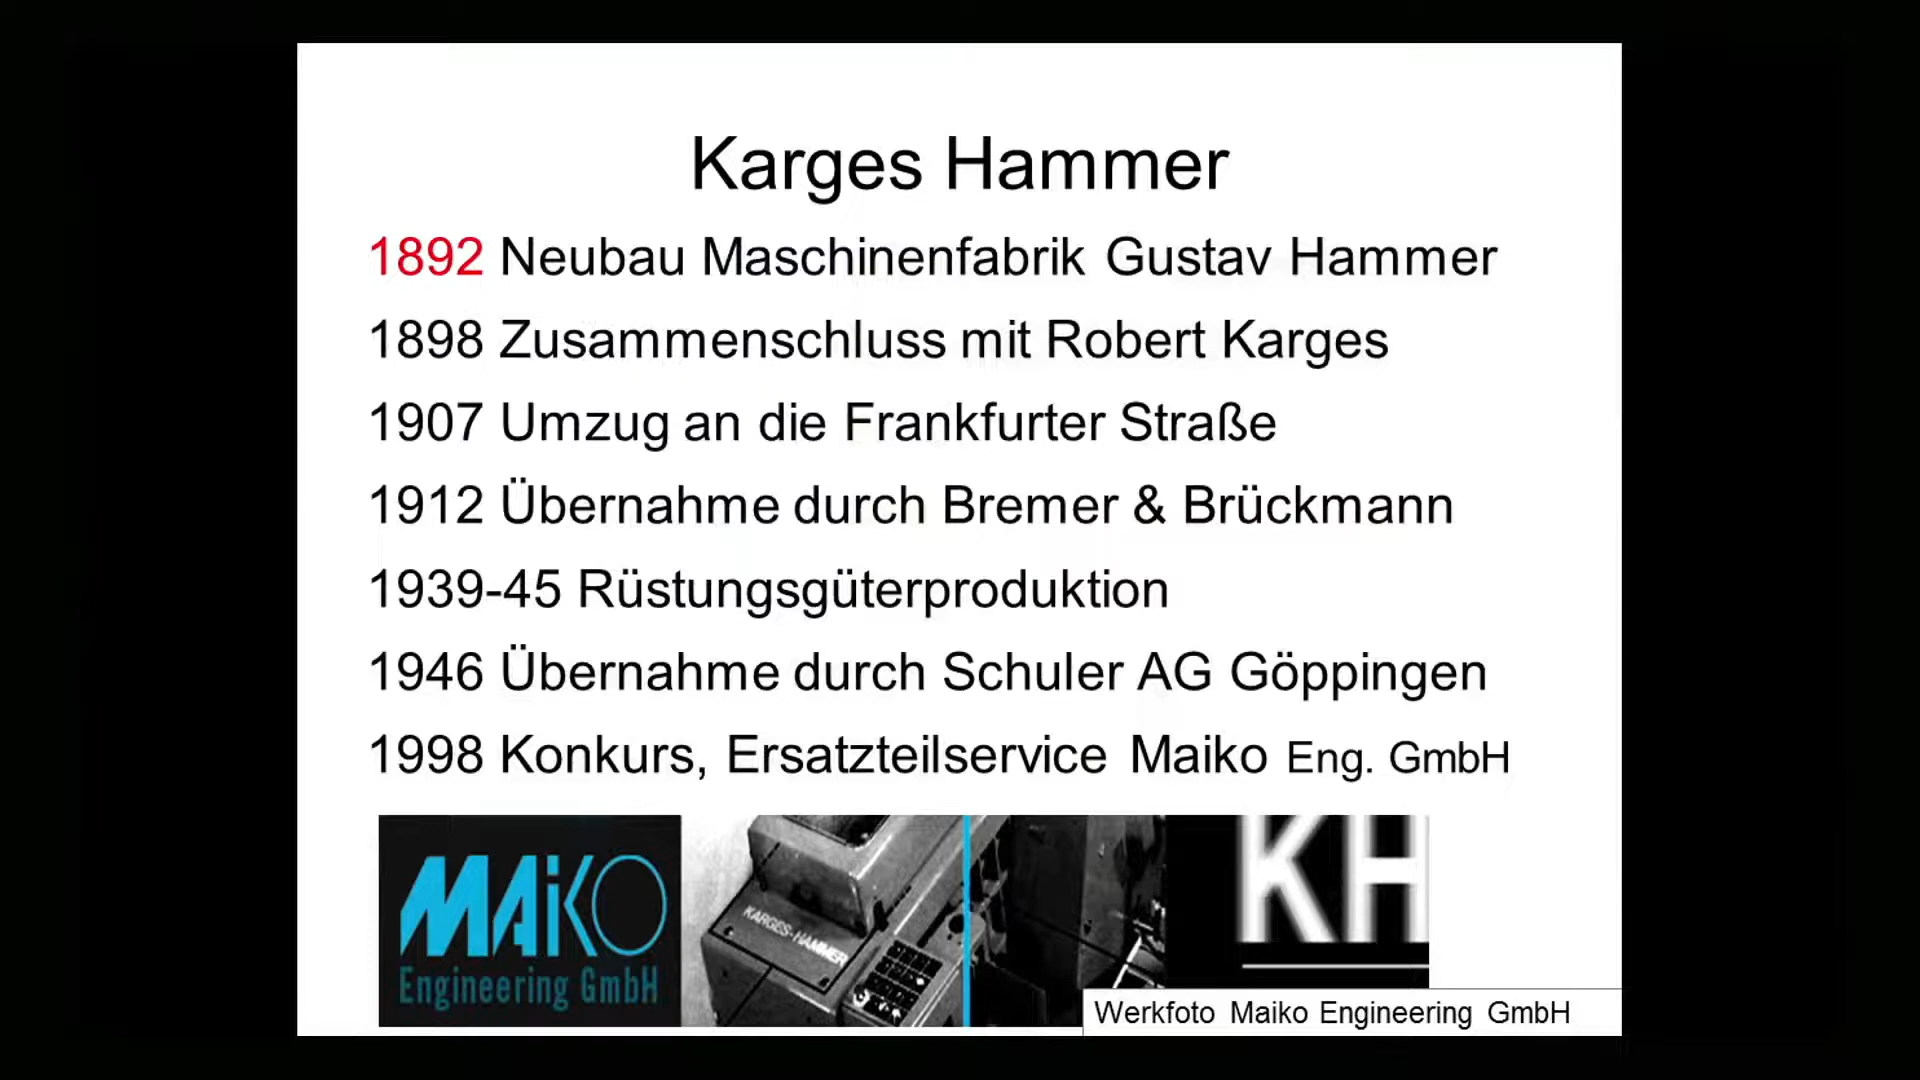 Karges Hammer
1892 Neubau Maschinenfabrik Gustav Hammer
1898 Zusammenschluss mit Robert Karges
1907 Umzug an die Frankfurter Straße
1912 Übernahme durch Bremer & Brückmann
1939-45 Rüstungsgüterproduktion
1946 Übernahme durch Schuler AG Göppingen
1998 Konkurs, Ersatzteilservice Maiko Eng. GmbH
MAiKO
Engineering GmbH
KARGES-HAMMER
KH
Werkfoto Maiko Engineering GmbH